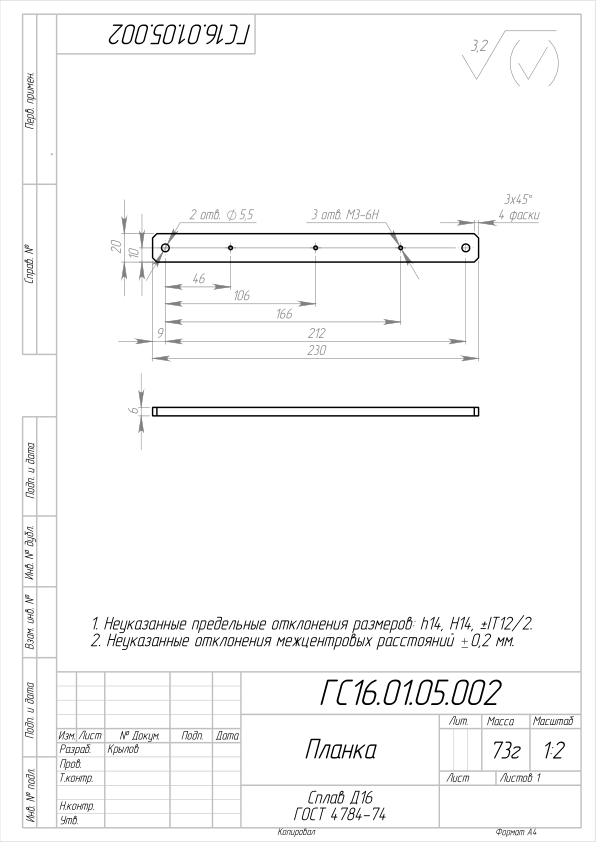 ГС16.01.05.002
3,2
Перв. примен.
Справ. №
Подп. и дата
Инв. № дубл.
Взам. инв. №
Подп. и дата
Инв. № подл.
2 отв. ∅ 5,5
3 отв. М3-6Н
3х45°
4 фаски
20
10
46
106
166
9
212
230
6
1. Неуказанные предельные отклонения размеров: h14, H14, ±IT12/2.
2. Неуказанные отклонения межцентровых расстояний ±0,2 мм.
ГС16.01.05.002
Изм. Лист № Докум. Подп. Дата
Разраб. Крылов
Пров.
Т.контр.
Н.контр.
Утв.
Планка
Лит. Масса Масштаб
73г 1:2
Лист Листов 1
Сплав Д16
ГОСТ 4784-74
Копировал Формат А4